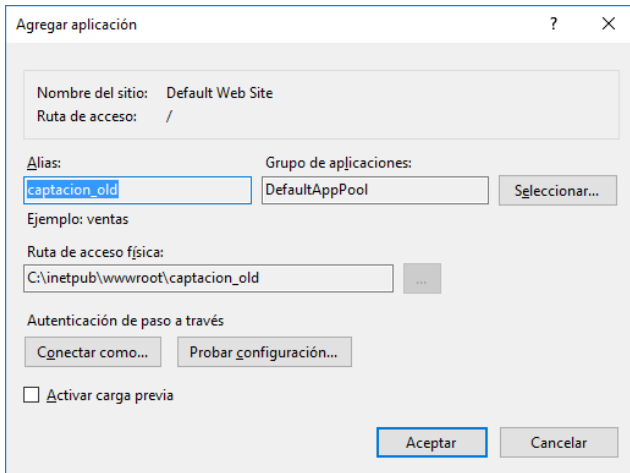 Agregar aplicación
? ×
Nombre del sitio: Default Web Site
Ruta de acceso: /
Alias: Grupo de aplicaciones:
captacion_old DefaultAppPool Seleccionar...
Ejemplo: ventas
Ruta de acceso física:
C:\inetpub\wwwroot\captacion_old ...
Autenticación de paso a través
Conectar como... Probar configuración...
Activar carga previa
Aceptar Cancelar